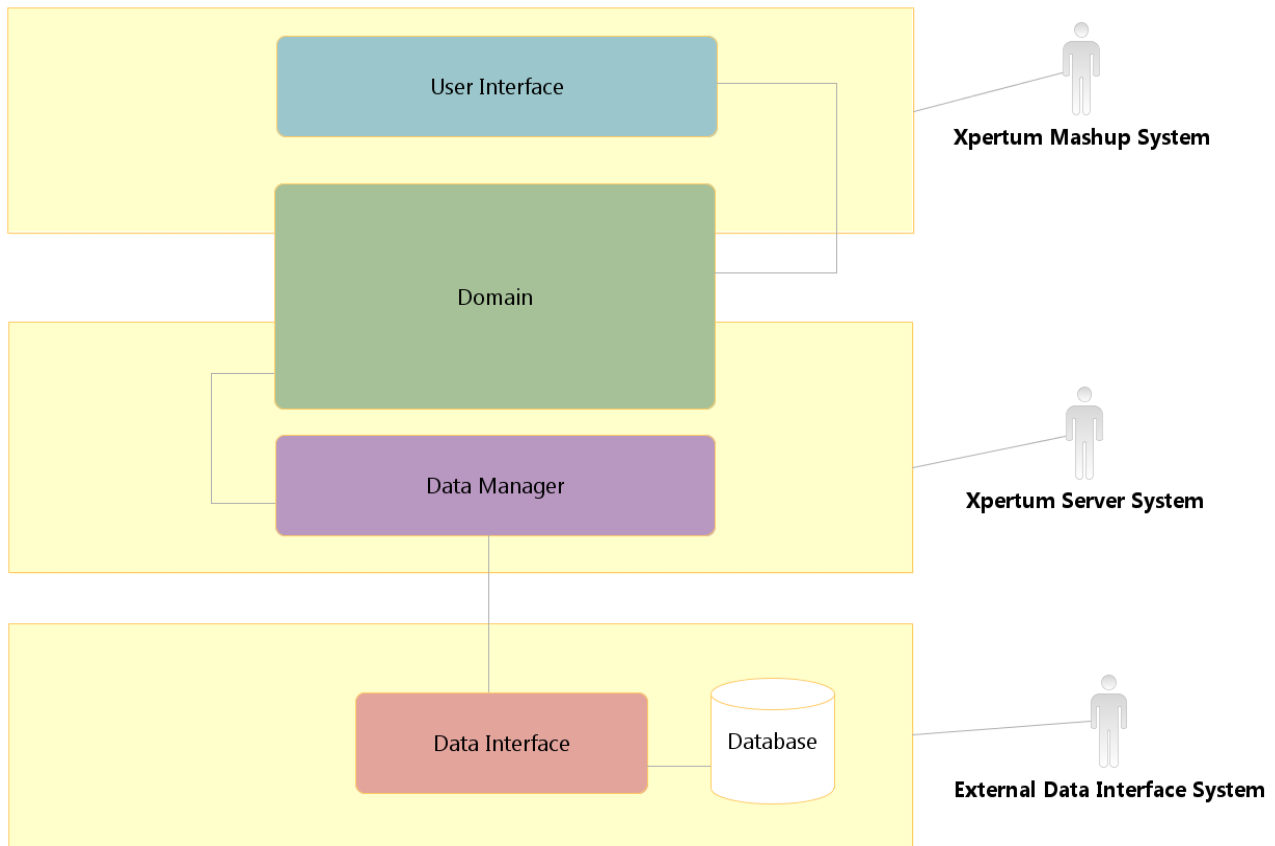 User Interface
Xpertum Mashup System
Domain
Data Manager
Xpertum Server System
Data Interface
Database
External Data Interface System